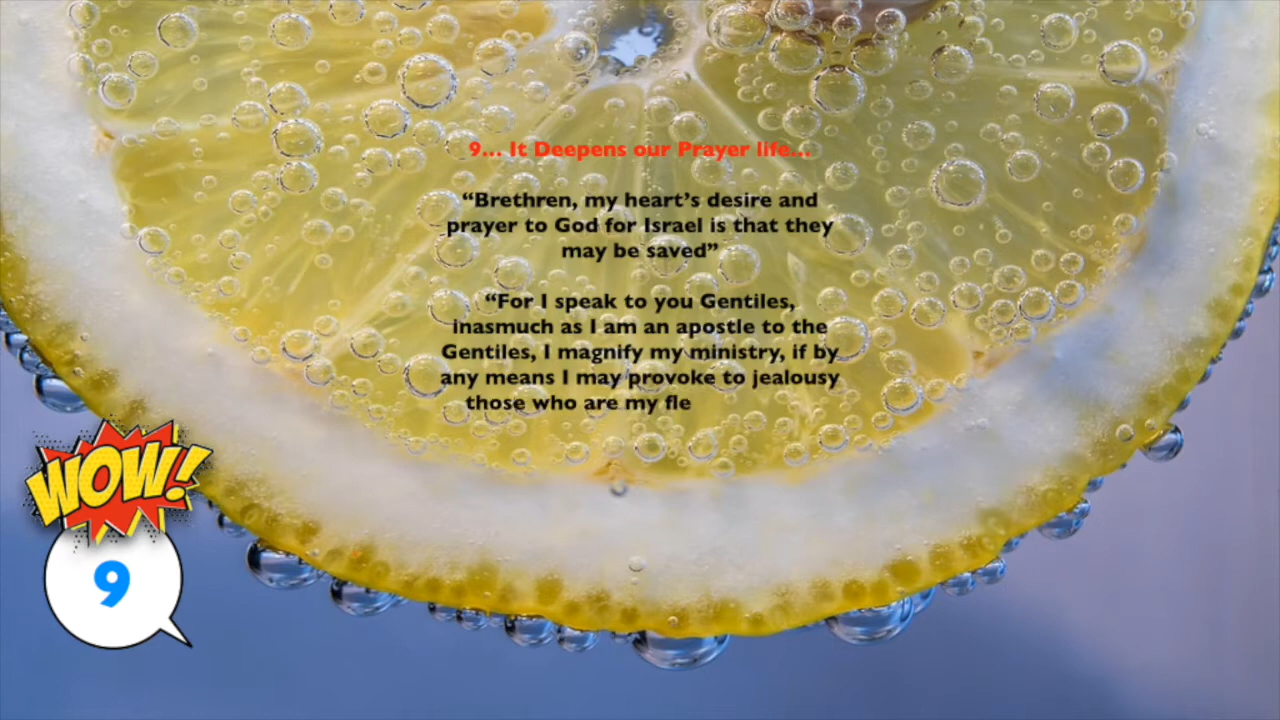 9... It Deepens our Prayer life...
“Brethren, my heart’s desire and
prayer to God for Israel is that they
may be saved”
“For I speak to you Gentiles,
inasmuch as I am an apostle to the
Gentiles, I magnify my ministry, if by
any means I may provoke to jealousy
those who are my fle
WOW!
9